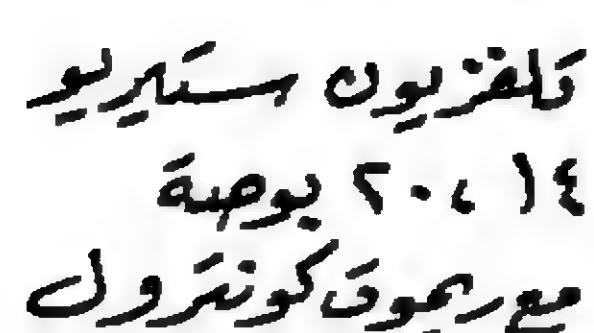 تلفزيون ستيريو
١٤ ، ٢٠ بوصة
مع ريموت كونترول